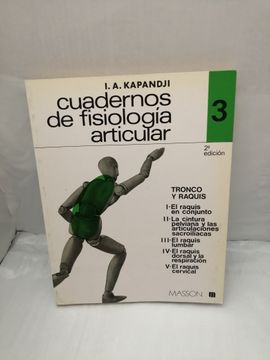 I. A. KAPANDJI
cuadernos
de fisiología
articular
3
2ª
edición
TRONCO
Y RAQUIS
I-El raquis
en conjunto
II-La cintura
pelviana y las
articulaciones
sacroilíacas
III-El raquis
lumbar
IV-El raquis
dorsal y la
respiración
V-El raquis
cervical
MASSON